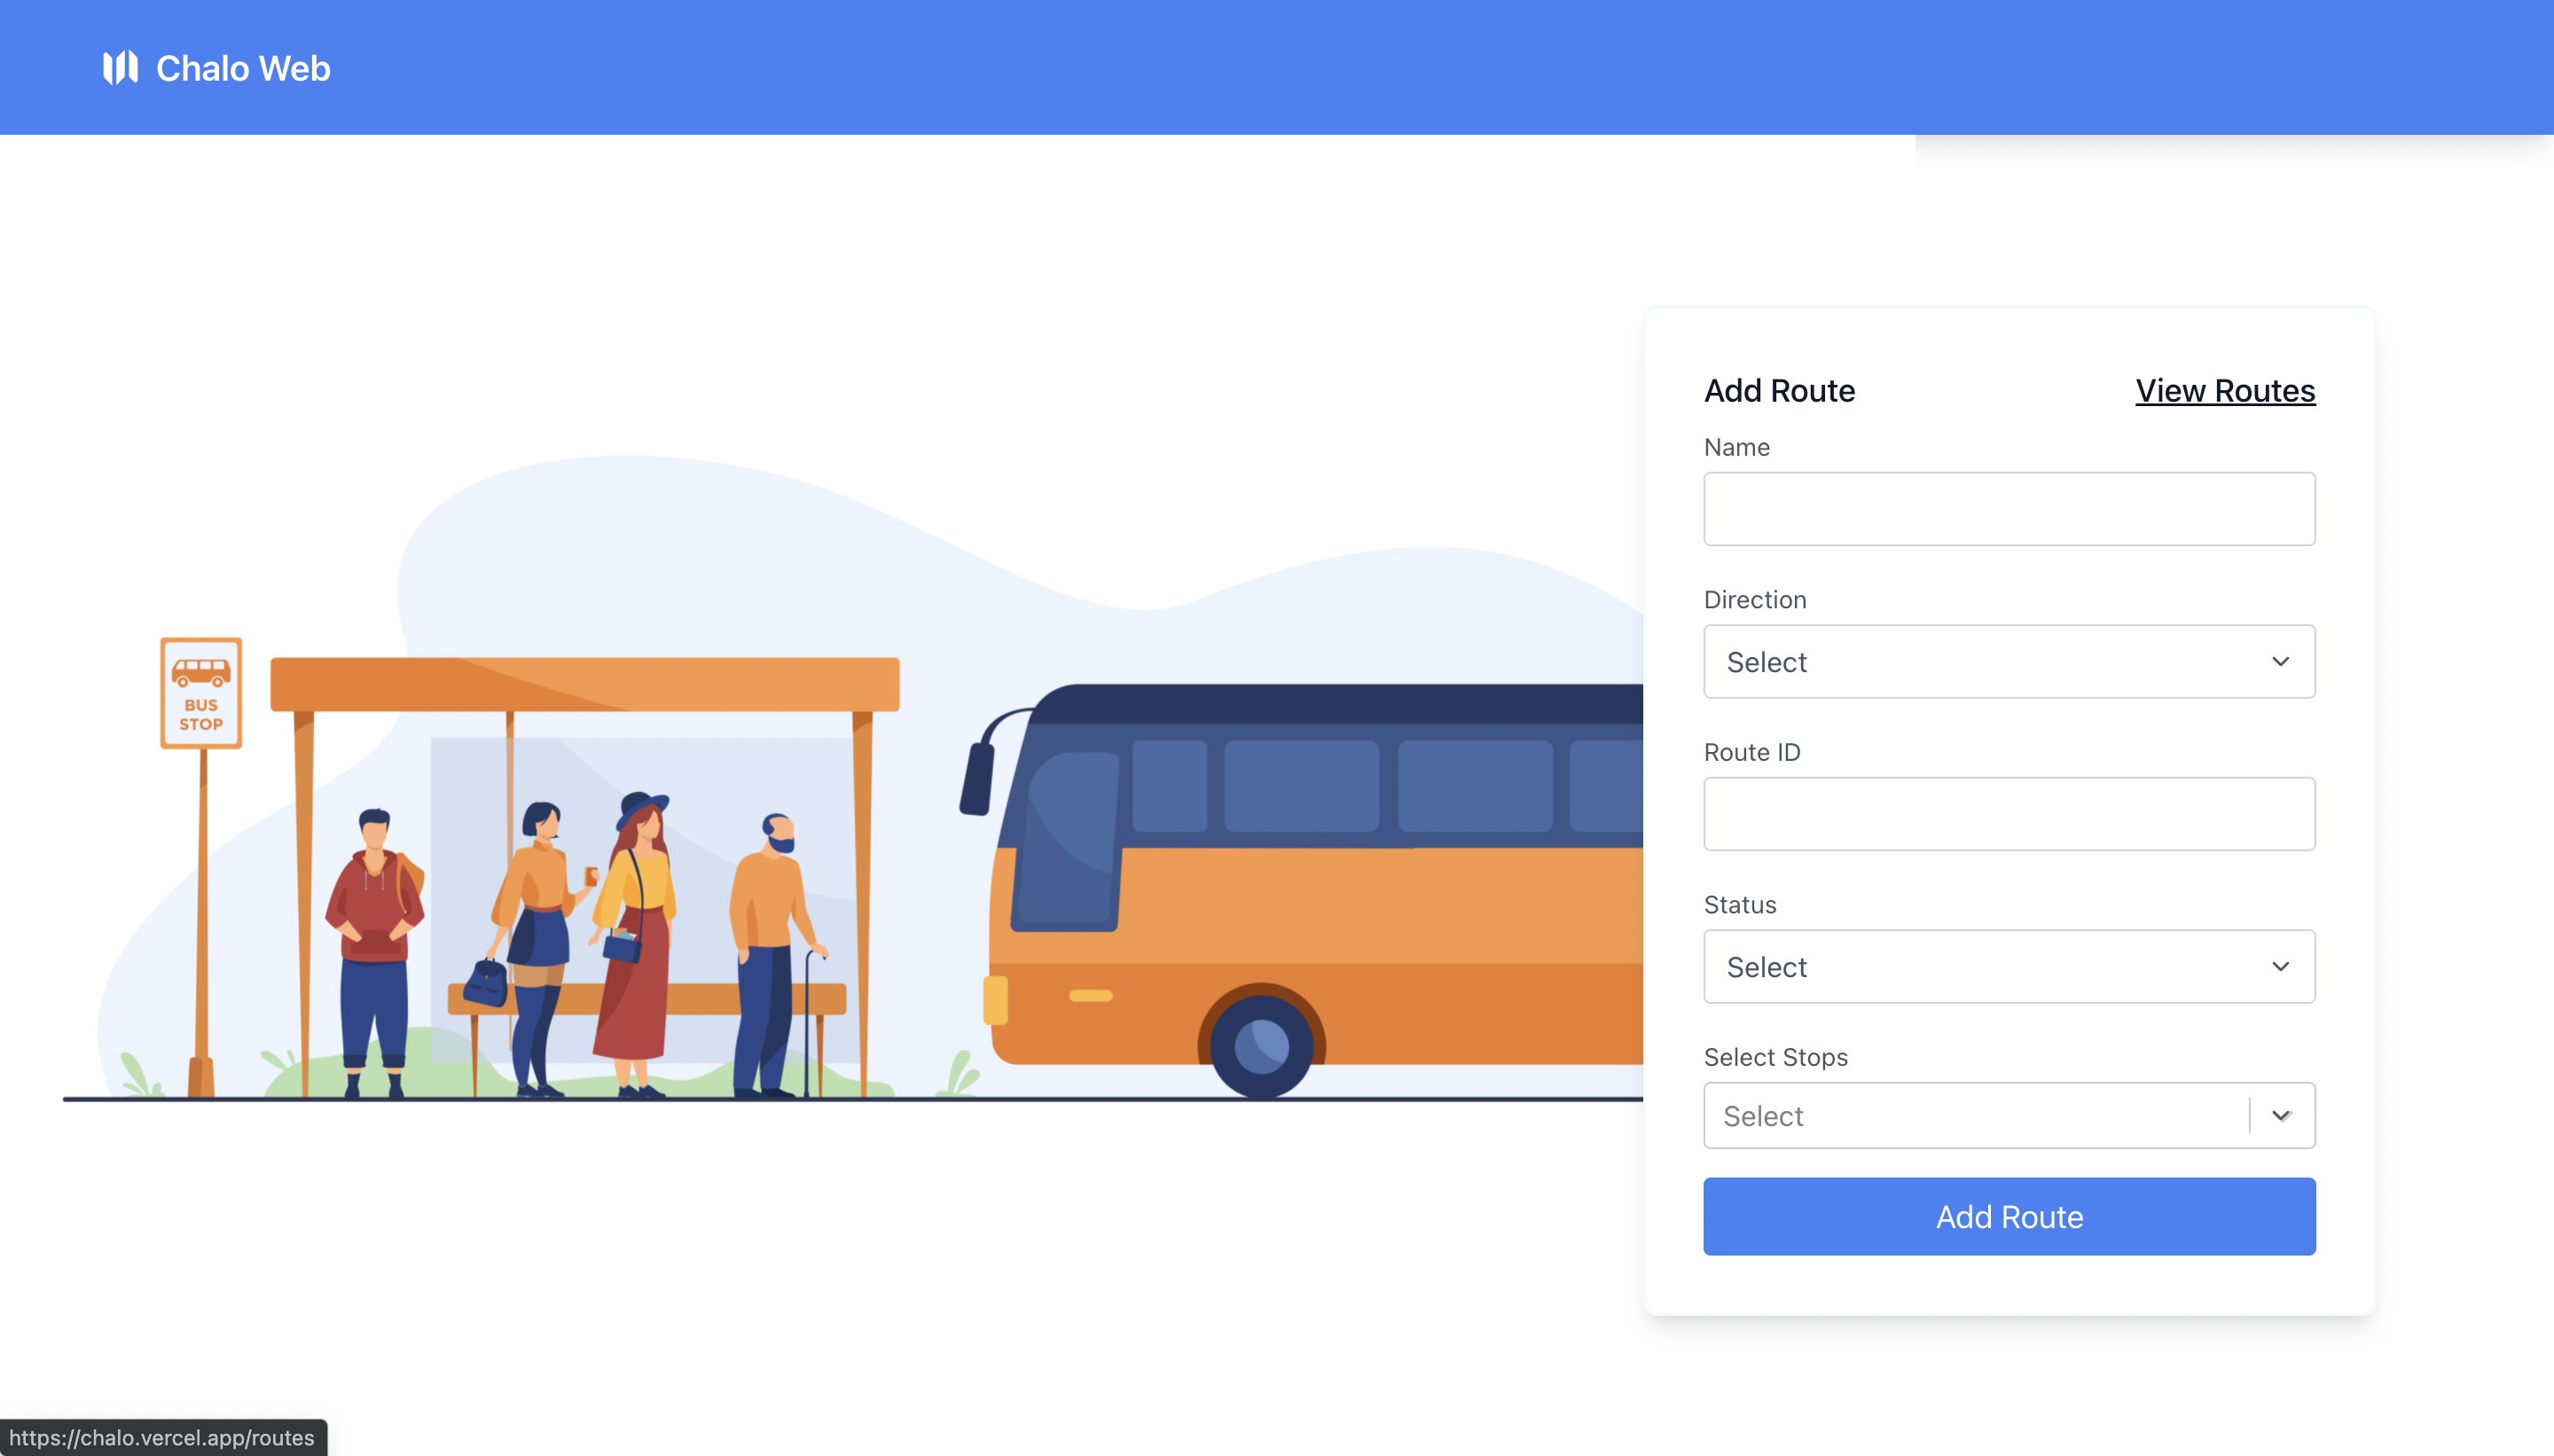 Chalo Web
Add Route
View Routes
Name
Direction
Select
Route ID
Status
Select
Select Stops
Select
Add Route
BUS
STOP
https://chalo.vercel.app/routes